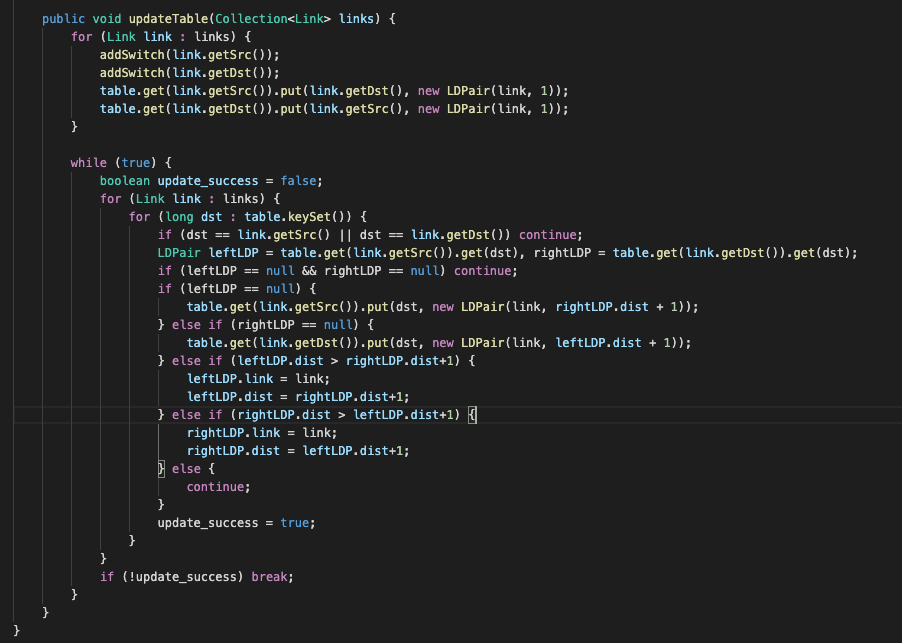 public void updateTable(Collection<Link> links) {
for (Link link : links) {
addSwitch(link.getSrc());
addSwitch(link.getDst());
table.get(link.getSrc()).put(link.getDst(), new LDPair(link, 1));
table.get(link.getDst()).put(link.getSrc(), new LDPair(link, 1));
}
while (true) {
boolean update_success = false;
for (Link link : links) {
for (long dst : table.keySet()) {
if (dst == link.getSrc() || dst == link.getDst()) continue;
LDPair leftLDP = table.get(link.getSrc()).get(dst), rightLDP = table.get(link.getDst()).get(dst);
if (leftLDP == null && rightLDP == null) continue;
if (leftLDP == null) {
table.get(link.getSrc()).put(dst, new LDPair(link, rightLDP.dist + 1));
} else if (rightLDP == null) {
table.get(link.getDst()).put(dst, new LDPair(link, leftLDP.dist + 1));
} else if (leftLDP.dist > rightLDP.dist+1) {
leftLDP.link = link;
leftLDP.dist = rightLDP.dist+1;
} else if (rightLDP.dist > leftLDP.dist+1) {
rightLDP.link = link;
rightLDP.dist = leftLDP.dist+1;
} else {
continue;
}
update_success = true;
}
}
if (!update_success) break;
}
}
}